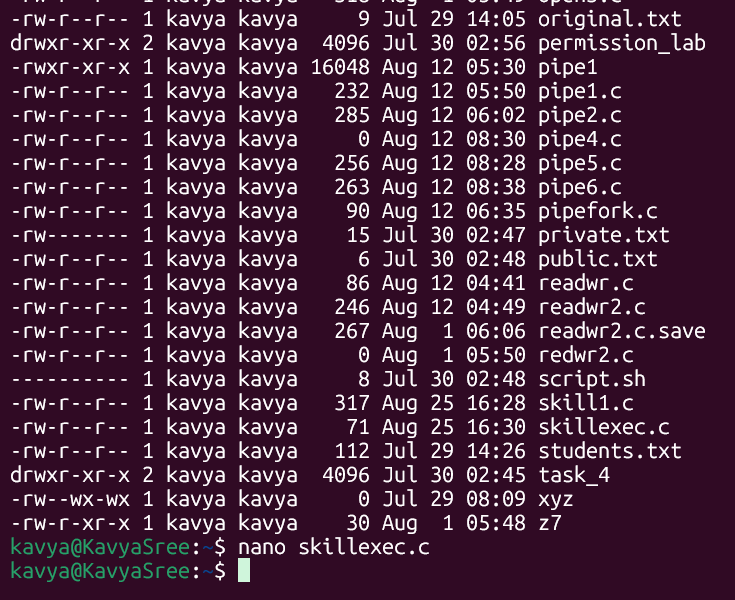 -rw-r--r-- 1 kavya kavya   318 Aug  1 05:49 open3.c
-rw-r--r-- 1 kavya kavya     9 Jul 29 14:05 original.txt
drwxr-xr-x 2 kavya kavya  4096 Jul 30 02:56 permission_lab
-rwxr-xr-x 1 kavya kavya 16048 Aug 12 05:30 pipe1
-rw-r--r-- 1 kavya kavya   232 Aug 12 05:50 pipe1.c
-rw-r--r-- 1 kavya kavya   285 Aug 12 06:02 pipe2.c
-rw-r--r-- 1 kavya kavya     0 Aug 12 08:30 pipe4.c
-rw-r--r-- 1 kavya kavya   256 Aug 12 08:28 pipe5.c
-rw-r--r-- 1 kavya kavya   263 Aug 12 08:38 pipe6.c
-rw-r--r-- 1 kavya kavya    90 Aug 12 06:35 pipefork.c
-rw------- 1 kavya kavya    15 Jul 30 02:47 private.txt
-rw-r--r-- 1 kavya kavya     6 Jul 30 02:48 public.txt
-rw-r--r-- 1 kavya kavya    86 Aug 12 04:41 readwr.c
-rw-r--r-- 1 kavya kavya   246 Aug 12 04:49 readwr2.c
-rw-r--r-- 1 kavya kavya   267 Aug  1 06:06 readwr2.c.save
-rw-r--r-- 1 kavya kavya     0 Aug  1 05:50 redwr2.c
---------- 1 kavya kavya     8 Jul 30 02:48 script.sh
-rw-r--r-- 1 kavya kavya   317 Aug 25 16:28 skill1.c
-rw-r--r-- 1 kavya kavya    71 Aug 25 16:30 skillexec.c
-rw-r--r-- 1 kavya kavya   112 Jul 29 14:26 students.txt
drwxr-xr-x 2 kavya kavya  4096 Jul 30 02:45 task_4
-rw--wx-wx 1 kavya kavya     0 Jul 29 08:09 xyz
-rw-r-xr-x 1 kavya kavya    30 Aug  1 05:48 z7
kavya@KavyaSree:~$ nano skillexec.c
kavya@KavyaSree:~$